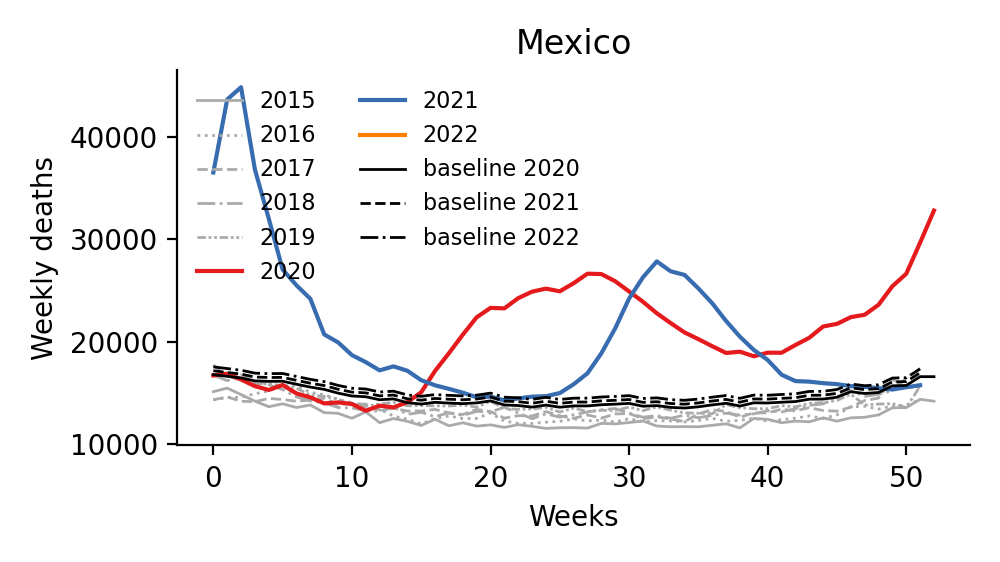 Mexico
Weekly deaths
40000
30000
20000
10000
2015
2016
2017
2018
2019
2020
2021
2022
baseline 2020
baseline 2021
baseline 2022
0 10 20 30 40 50
Weeks